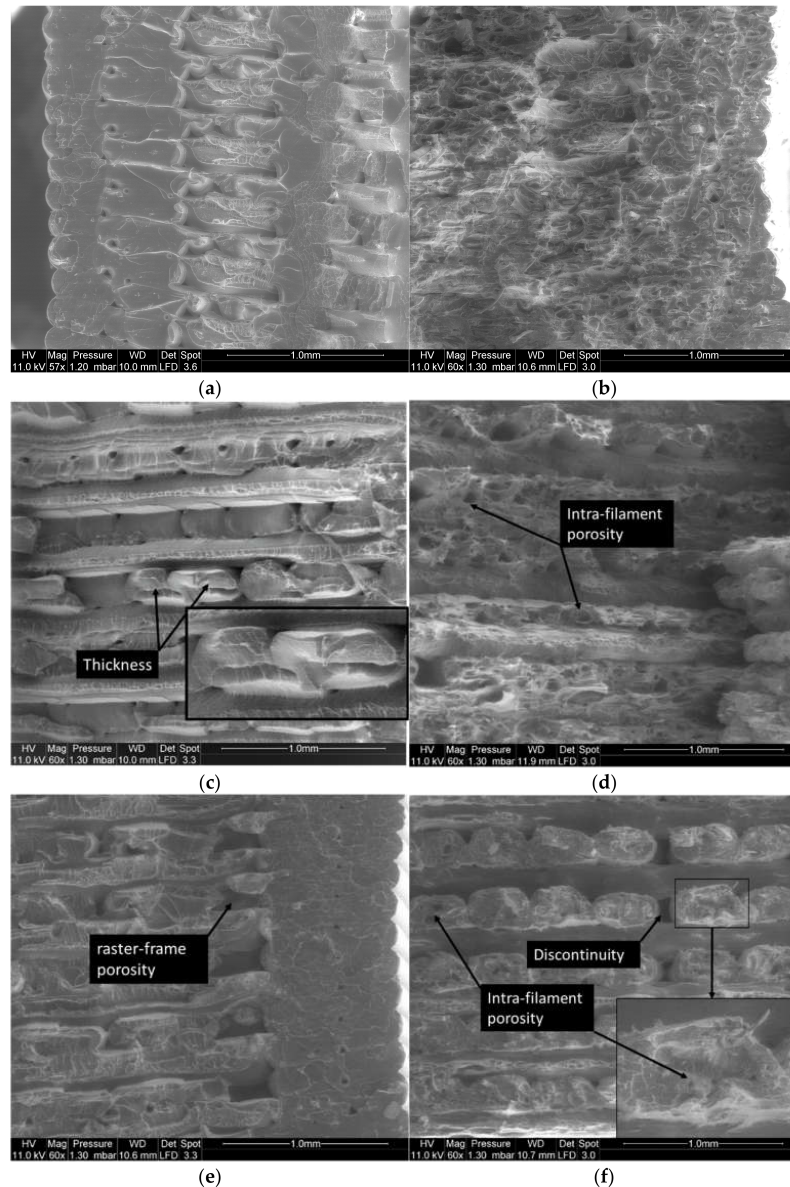 HV Mag Pressure WD Det Spot 1.0mm
11.0 kV 57x 1.20 mbar 10.0 mm LFD 3.6
HV Mag Pressure WD Det Spot 1.0mm
11.0 kV 60x 1.30 mbar 10.6 mm LFD 3.0
(a)
(b)
Thickness
HV Mag Pressure WD Det Spot 1.0mm
11.0 kV 60x 1.30 mbar 10.0 mm LFD 3.3
Intra-filament
porosity
HV Mag Pressure WD Det Spot 1.0mm
11.0 kV 60x 1.30 mbar 11.9 mm LFD 3.0
(c)
(d)
raster-frame
porosity
HV Mag Pressure WD Det Spot 1.0mm
11.0 kV 60x 1.30 mbar 10.6 mm LFD 3.3
Discontinuity
Intra-filament
porosity
HV Mag Pressure WD Det Spot 1.0mm
11.0 kV 60x 1.30 mbar 10.7 mm LFD 3.0
(e)
(f)